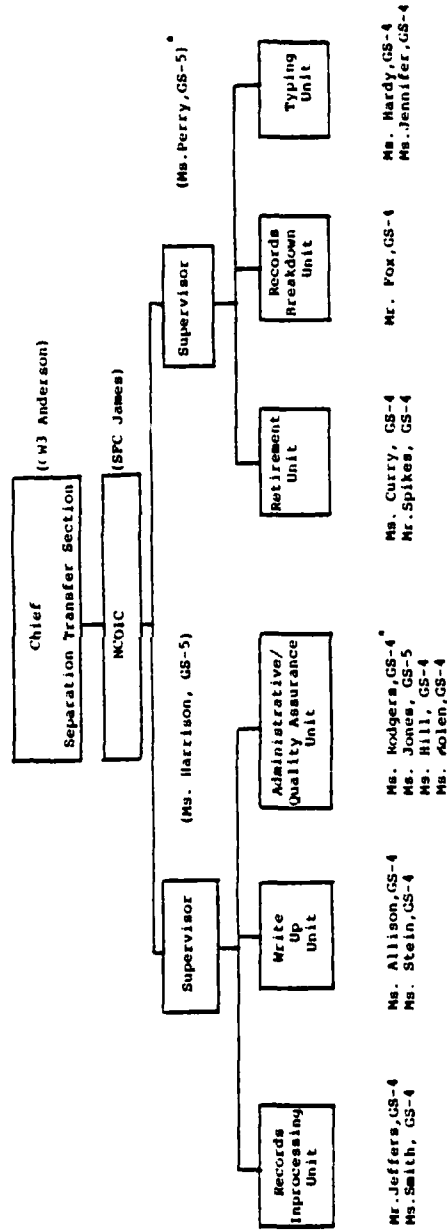 Chief
Separation Transfer Section
(CW3 Anderson)
NCOIC
(SFC James)
Supervisor
(Ms. Harrison, GS-5)
Supervisor
(Ms.Perry,GS-5)*
Records
Inprocessing
Unit
Write
Up
Unit
Administrative/
Quality Assurance
Unit
Retirement
Unit
Records
Breakdown
Unit
Typing
Unit
Mr.Jeffers,GS-4
Ms.Smith, GS-4
Ms. Allison,GS-4
Ms. Stein,GS-4
Ms. Rodgers,GS-4*
Ms. Jones, GS-5
Ms. Hill, GS-4
Ms. GS-4
Ms. Curry, GS-4
Mr.Spikes, GS-4
Mr. Fox,GS-4
Ms. Hardy,GS-4
Ms.Jennifer,GS-4